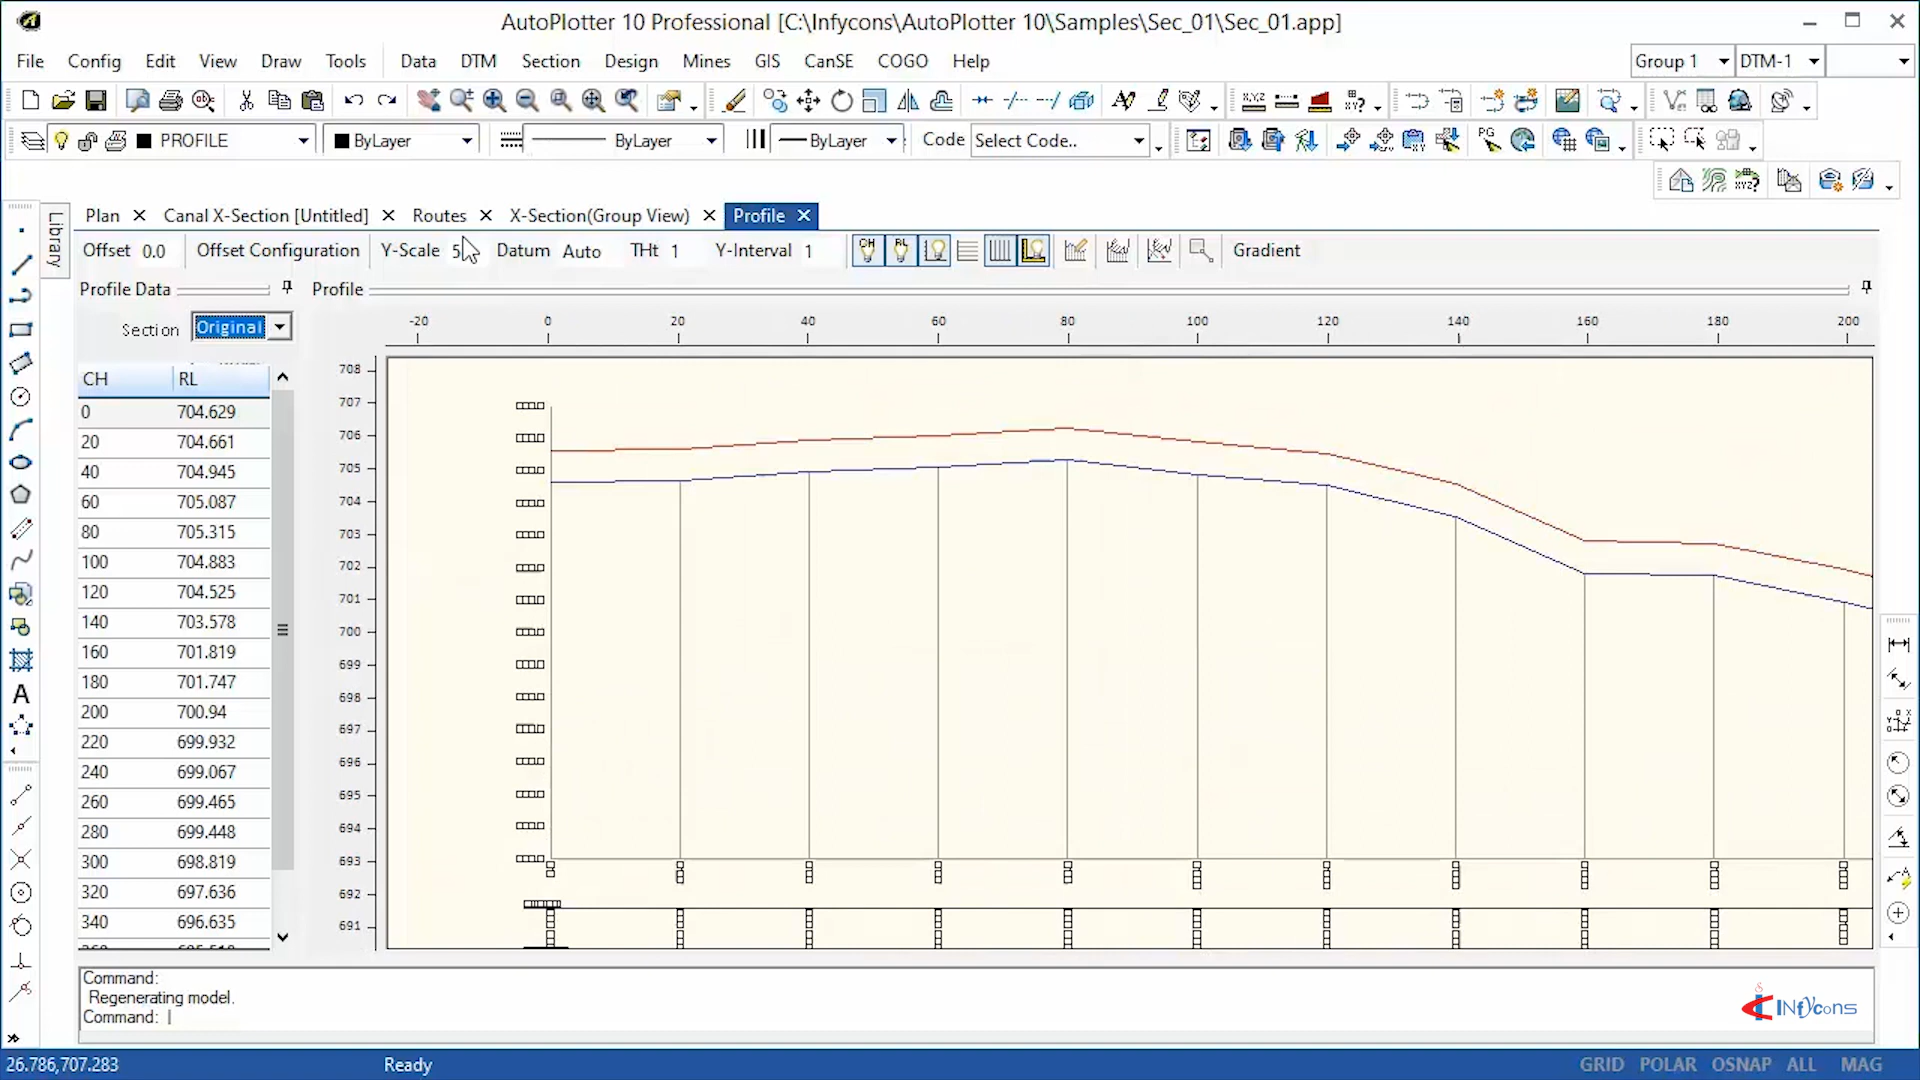 AutoPlotter 10 Professional [C:\Infycons\AutoPlotter 10\Samples\Sec_01\Sec_01.app]
File Config Edit View Draw Tools Data DTM Section Design Mines GIS CanSE COGO Help Group 1 DTM-1
PROFILE ByLayer ByLayer ByLayer Code Select Code..
Plan Canal X-Section [Untitled] Routes X-Section(Group View) Profile
Library
Offset 0.0 Offset Configuration Y-Scale 5 Datum Auto THt 1 Y-Interval 1 CH RL Gradient
Profile Data Profile
Section Original
-20 0 20 40 60 80 100 120 140 160 180 200
CH RL
0 704.629
20 704.661
40 704.945
60 705.087
80 705.315
100 704.883
120 704.525
140 703.578
160 701.819
180 701.747
200 700.94
220 699.932
240 699.067
260 699.465
280 699.448
300 698.819
320 697.636
340 696.635
708
707
706
705
704
703
702
701
700
699
698
697
696
695
694
693
692
691
Command:
Regenerating model.
Command:
INfYcons
26.786,707.283 Ready GRID POLAR OSNAP ALL MAG